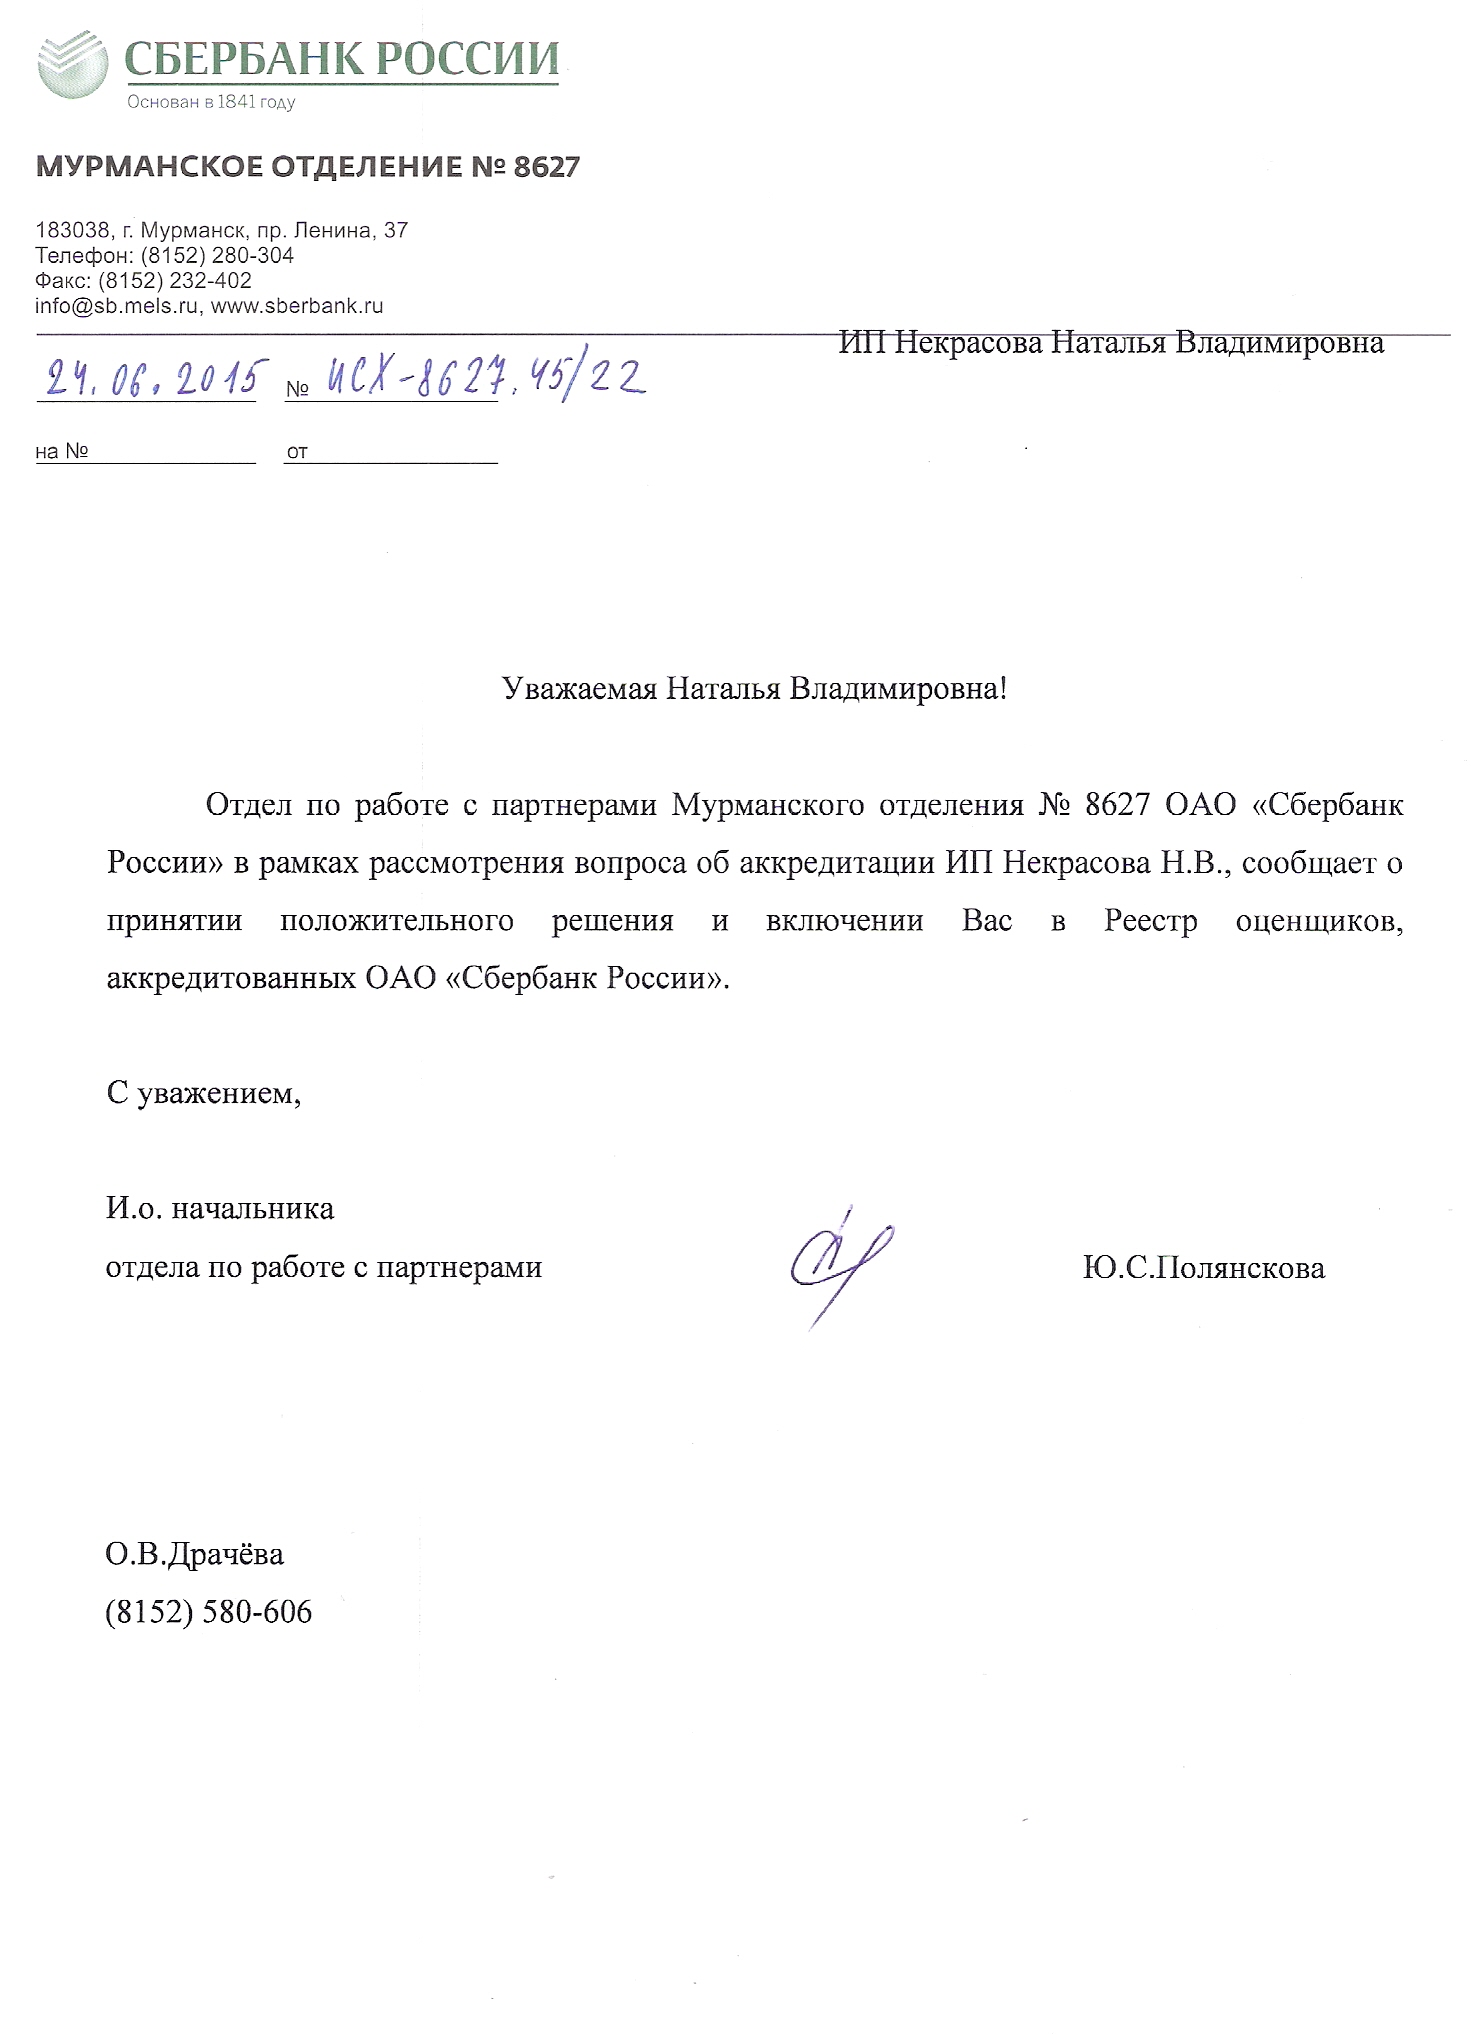 СБЕРБАНК РОССИИ
Основан в 1841 году
МУРМАНСКОЕ ОТДЕЛЕНИЕ № 8627
183038, г. Мурманск, пр. Ленина, 37
Телефон: (8152) 280-304
Факс: (8152) 232-402
info@sb.mels.ru, www.sberbank.ru
ИП Некрасова Наталья Владимировна
24.06.2015 № ИСХ-8627.45/22
на № от
Уважаемая Наталья Владимировна!
Отдел по работе с партнерами Мурманского отделения № 8627 ОАО «Сбербанк
России» в рамках рассмотрения вопроса об аккредитации ИП Некрасова Н.В., сообщает о
принятии положительного решения и включении Вас в Реестр оценщиков,
аккредитованных ОАО «Сбербанк России».
С уважением,
И.о. начальника
отдела по работе с партнерами Ю.С.Полянскова
О.В.Драчёва
(8152) 580-606